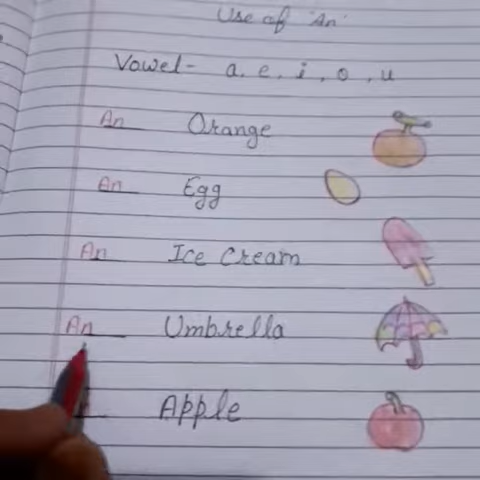 Use of 'An'
Vowel- a, e, i, o, u
An Orange
An Egg
An Ice Cream
An Umbrella
Apple